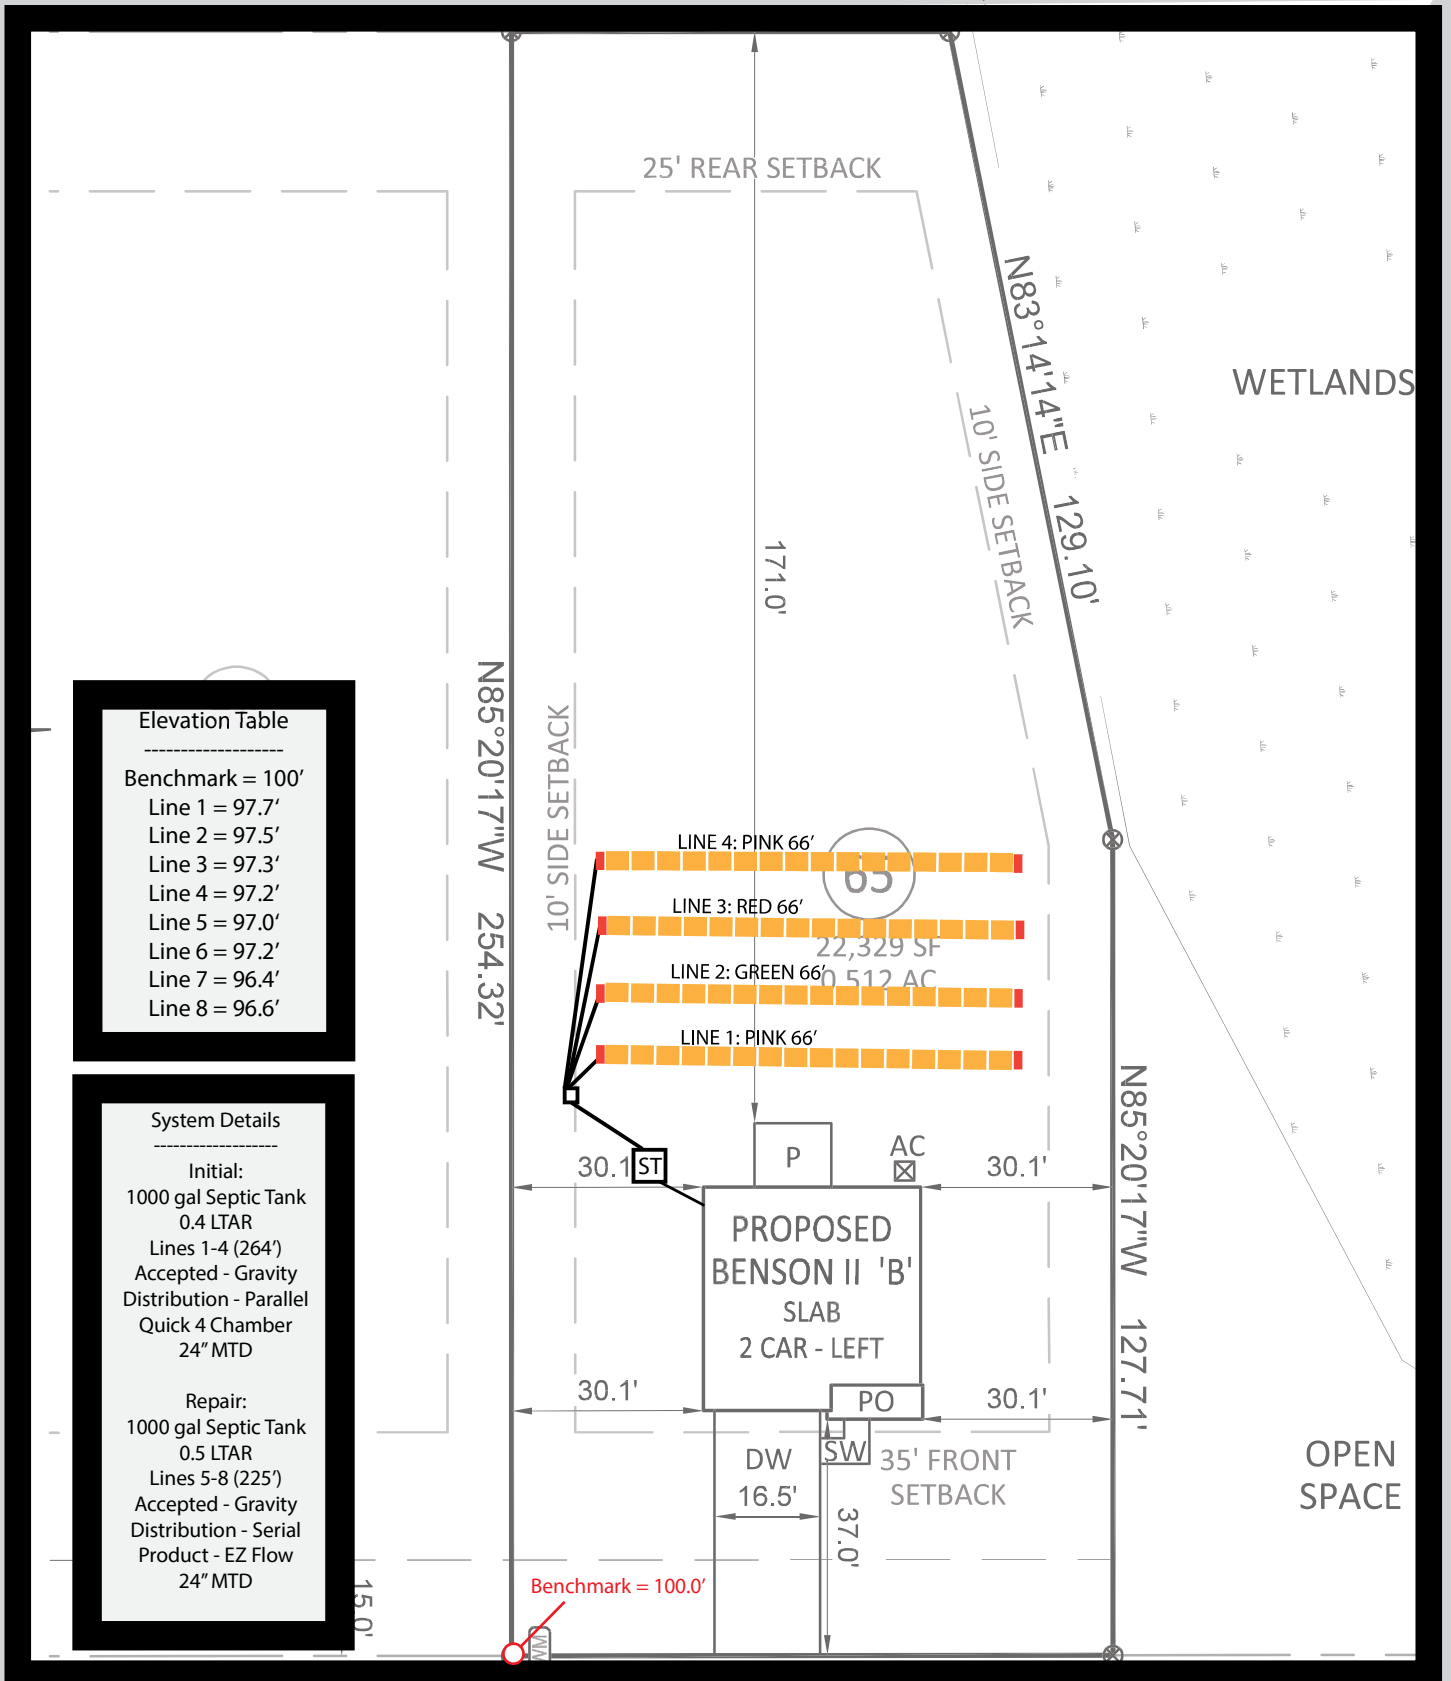 25' REAR SETBACK
WETLANDS
N83°14'14"E 129.10'
10' SIDE SETBACK
171.0'
N85°20'17"W 254.32'
10' SIDE SETBACK
Elevation Table
-------------------
Benchmark = 100'
Line 1 = 97.7'
Line 2 = 97.5'
Line 3 = 97.3'
Line 4 = 97.2'
Line 5 = 97.0'
Line 6 = 97.2'
Line 7 = 96.4'
Line 8 = 96.6'
LINE 4: PINK 66'
65
LINE 3: RED 66'
22,329 SF
LINE 2: GREEN 66'
0.512 AC
LINE 1: PINK 66'
System Details
-------------------
Initial:
1000 gal Septic Tank
0.4 LTAR
Lines 1-4 (264')
Accepted - Gravity
Distribution - Parallel
Quick 4 Chamber
24" MTD
Repair:
1000 gal Septic Tank
0.5 LTAR
Lines 5-8 (225')
Accepted - Gravity
Distribution - Serial
Product - EZ Flow
24" MTD
P
AC
30.1
ST
30.1'
N85°20'17"W 127.71'
PROPOSED
BENSON II 'B'
SLAB
2 CAR - LEFT
30.1'
PO
30.1'
DW
16.5'
SW
35' FRONT
SETBACK
37.0'
OPEN
SPACE
15.0'
Benchmark = 100.0'
WM